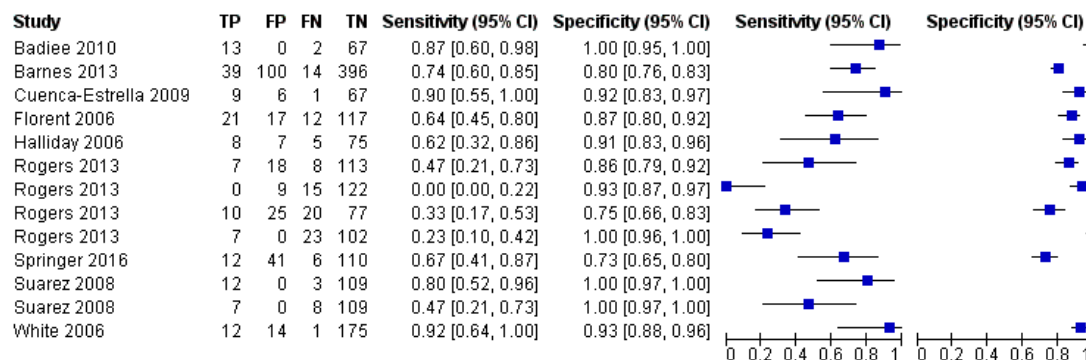 Study TP FP FN TN Sensitivity (95% CI) Specificity (95% CI) Sensitivity (95% CI) Specificity (95% CI)
Badiee 2010 13 0 2 67 0.87 [0.60, 0.98] 1.00 [0.95, 1.00]
Barnes 2013 39 100 14 396 0.74 [0.60, 0.85] 0.80 [0.76, 0.83]
Cuenca-Estrella 2009 9 6 1 67 0.90 [0.55, 1.00] 0.92 [0.83, 0.97]
Florent 2006 21 17 12 117 0.64 [0.45, 0.80] 0.87 [0.80, 0.92]
Halliday 2006 8 7 5 75 0.62 [0.32, 0.86] 0.91 [0.83, 0.96]
Rogers 2013 7 18 8 113 0.47 [0.21, 0.73] 0.86 [0.79, 0.92]
Rogers 2013 0 9 15 122 0.00 [0.00, 0.22] 0.93 [0.87, 0.97]
Rogers 2013 10 25 20 77 0.33 [0.17, 0.53] 0.75 [0.66, 0.83]
Rogers 2013 7 0 23 102 0.23 [0.10, 0.42] 1.00 [0.96, 1.00]
Springer 2016 12 41 6 110 0.67 [0.41, 0.87] 0.73 [0.65, 0.80]
Suarez 2008 12 0 3 109 0.80 [0.52, 0.96] 1.00 [0.97, 1.00]
Suarez 2008 7 0 8 109 0.47 [0.21, 0.73] 1.00 [0.97, 1.00]
White 2006 12 14 1 175 0.92 [0.64, 1.00] 0.93 [0.88, 0.96]
0 0.2 0.4 0.6 0.8 1 0 0.2 0.4 0.6 0.8 1